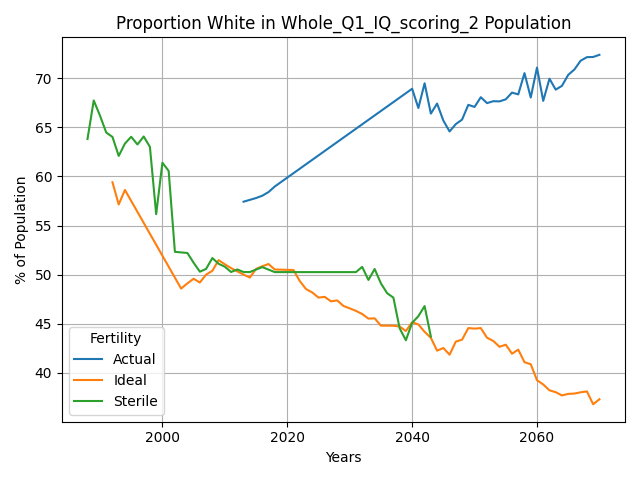 Proportion White in Whole_Q1_IQ_scoring_2 Population
% of Population
70
65
60
55
50
45
40
Fertility
Actual
Ideal
Sterile
2000
2020
2040
2060
Years